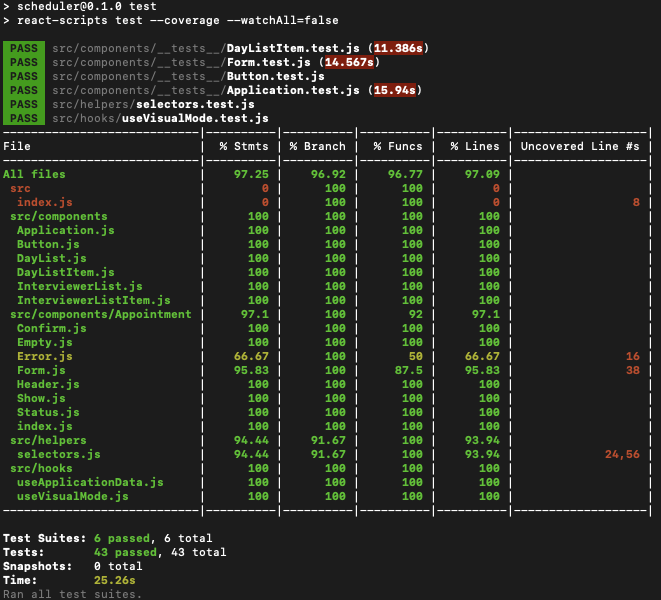 > scheduler@0.1.0 test
> react-scripts test --coverage --watchAll=false
PASS src/components/__tests__/DayListItem.test.js (11.386s)
PASS src/components/__tests__/Form.test.js (14.567s)
PASS src/components/__tests__/Button.test.js
PASS src/components/__tests__/Application.test.js (15.94s)
PASS src/helpers/selectors.test.js
PASS src/hooks/useVisualMode.test.js
File | % Stmts | % Branch | % Funcs | % Lines | Uncovered Line #s |
All files | 97.25 | 96.92 | 96.77 | 97.09 | |
src | 0 | 100 | 100 | 0 | |
index.js | 0 | 100 | 100 | 0 | 8 |
src/components | 100 | 100 | 100 | 100 | |
Application.js | 100 | 100 | 100 | 100 | |
Button.js | 100 | 100 | 100 | 100 | |
DayList.js | 100 | 100 | 100 | 100 | |
DayListItem.js | 100 | 100 | 100 | 100 | |
InterviewerList.js | 100 | 100 | 100 | 100 | |
InterviewerListItem.js | 100 | 100 | 100 | 100 | |
src/components/Appointment | 97.1 | 100 | 92 | 97.1 | |
Confirm.js | 100 | 100 | 100 | 100 | |
Empty.js | 100 | 100 | 100 | 100 | |
Error.js | 66.67 | 100 | 50 | 66.67 | 16 |
Form.js | 95.83 | 100 | 87.5 | 95.83 | 38 |
Header.js | 100 | 100 | 100 | 100 | |
Show.js | 100 | 100 | 100 | 100 | |
Status.js | 100 | 100 | 100 | 100 | |
index.js | 100 | 100 | 100 | 100 | |
src/helpers | 94.44 | 91.67 | 100 | 93.94 | |
selectors.js | 94.44 | 91.67 | 100 | 93.94 | 24,56 |
src/hooks | 100 | 100 | 100 | 100 | |
useApplicationData.js | 100 | 100 | 100 | 100 | |
useVisualMode.js | 100 | 100 | 100 | 100 | |
Test Suites: 6 passed, 6 total
Tests: 43 passed, 43 total
Snapshots: 0 total
Time: 25.26s
Ran all test suites.